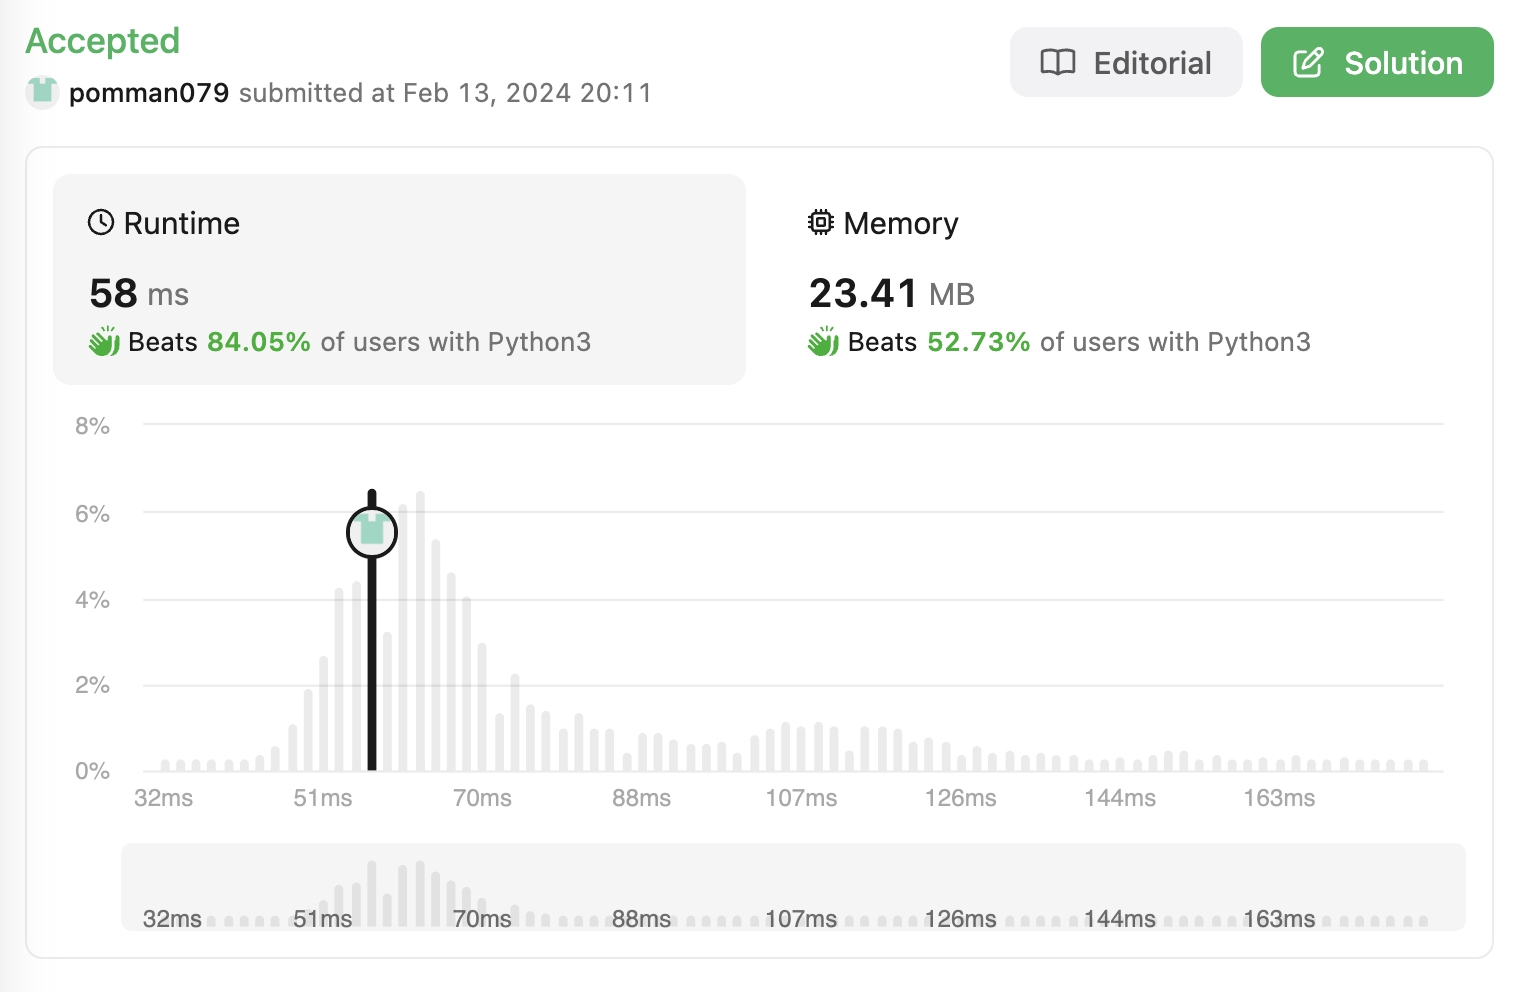 Accepted
pomman079 submitted at Feb 13, 2024 20:11
Editorial
Solution
Runtime
58 ms
Beats 84.05% of users with Python3
Memory
23.41 MB
Beats 52.73% of users with Python3
8%
6%
4%
2%
0%
32ms 51ms 70ms 88ms 107ms 126ms 144ms 163ms
32ms 51ms 70ms 88ms 107ms 126ms 144ms 163ms